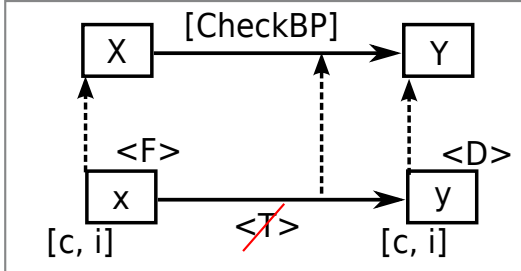 [CheckBP]
X
Y
<F>
<D>
x
y
<T>
[c, i]
[c, i]